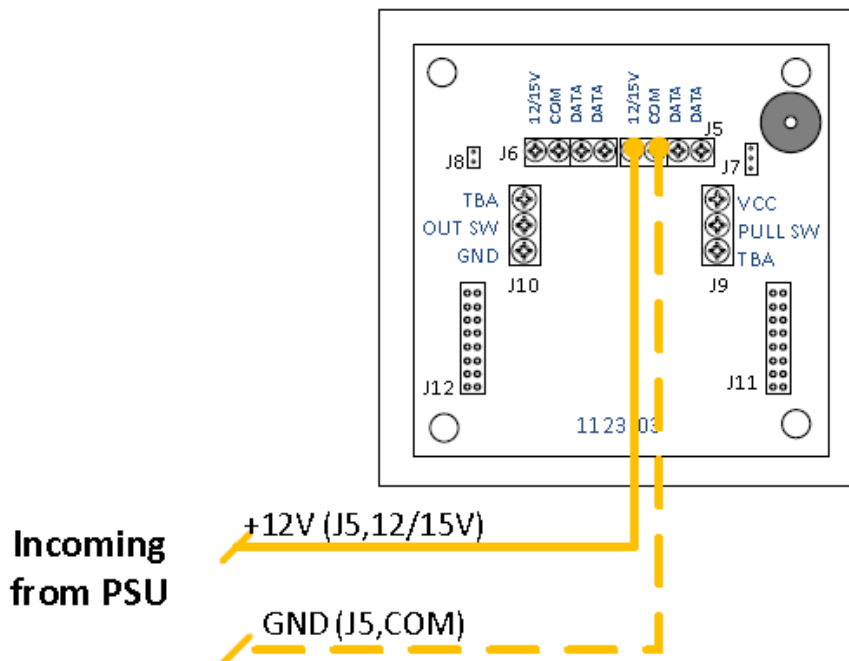 12/15V COM DATA DATA 12/15V COM DATA DATA
J5
J8 J6 J7
TBA VCC
OUT SW PULL SW
GND TBA
J10 J9
J12 J11
+12V (J5,12/15V)
Incoming
from PSU
GND (J5,COM)